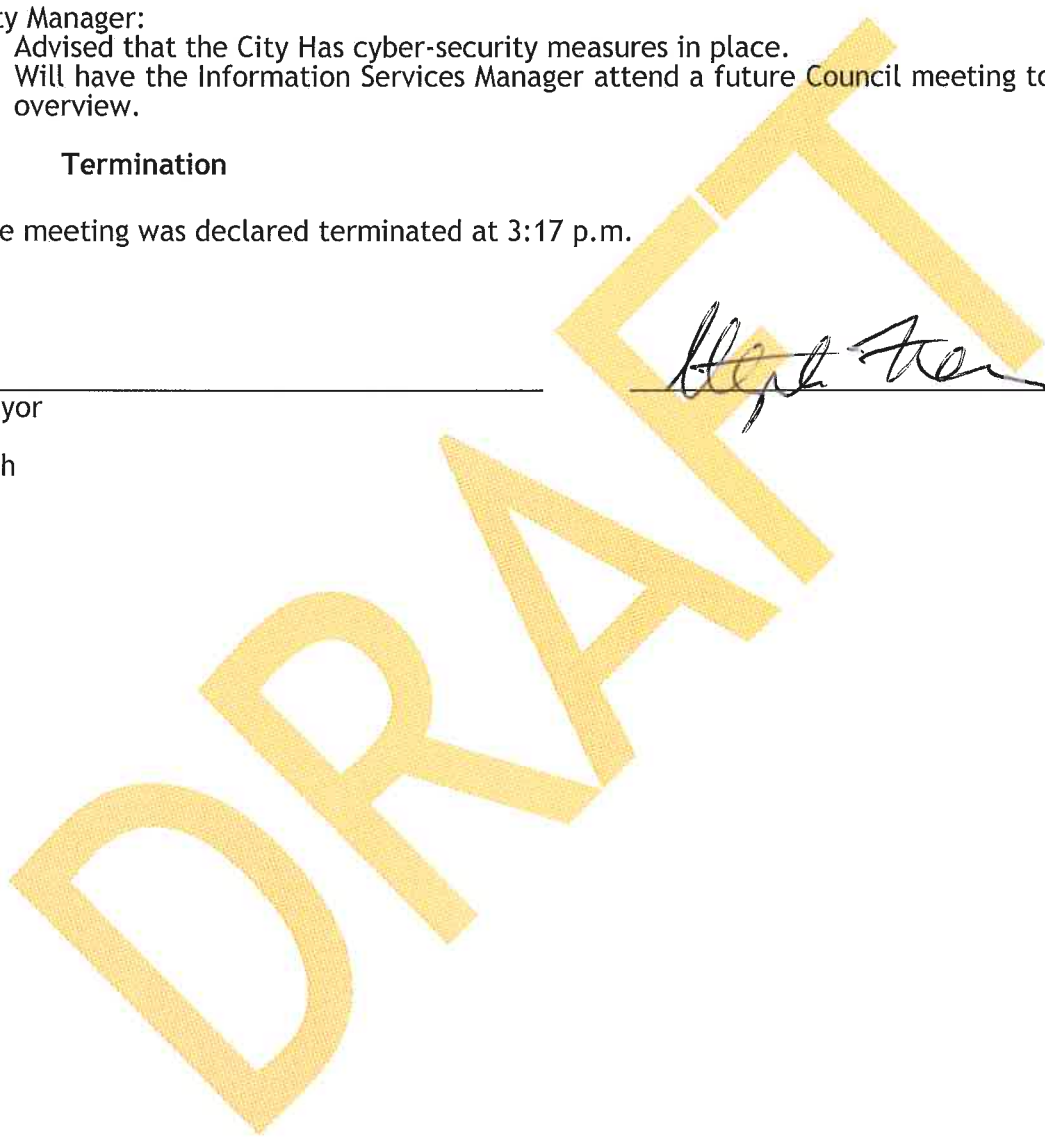 ty Manager:
Advised that the City Has cyber-security measures in place.
Will have the Information Services Manager attend a future Council meeting to
overview.
Termination
e meeting was declared terminated at 3:17 p.m.
yor
h
DRAFT